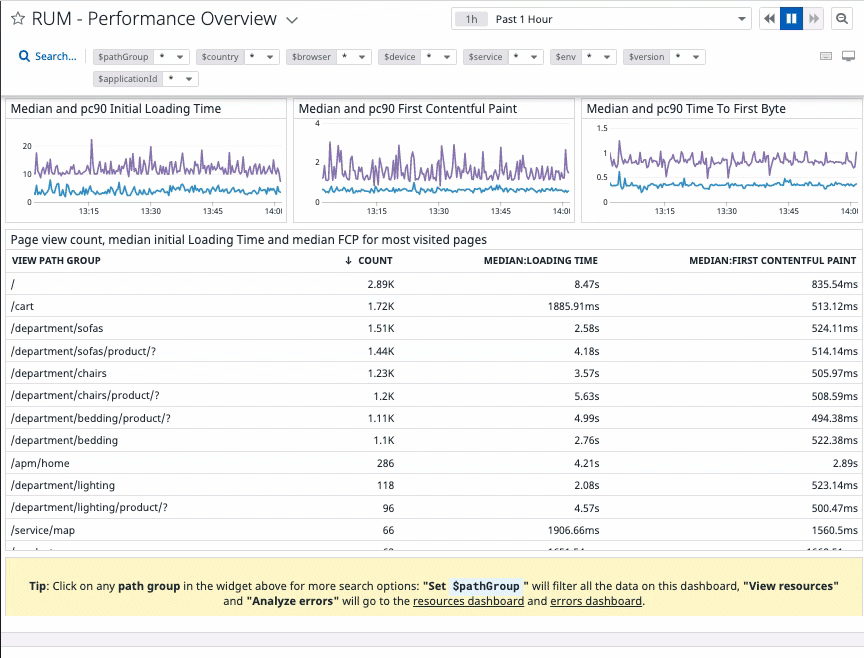 RUM - Performance Overview
1h Past 1 Hour
Search...
$pathGroup *
$country *
$browser *
$device *
$service *
$env *
$version *
$applicationId *
Median and pc90 Initial Loading Time
20
10
0
13:15 13:30 13:45 14:00
Median and pc90 First Contentful Paint
4
2
0
13:15 13:30 13:45 14:00
Median and pc90 Time To First Byte
1.5
1
0.5
0
13:15 13:30 13:45 14:00
Page view count, median initial Loading Time and median FCP for most visited pages
VIEW PATH GROUP ↓ COUNT MEDIAN:LOADING TIME MEDIAN:FIRST CONTENTFUL PAINT
/ 2.89K 8.47s 835.54ms
/cart 1.72K 1885.91ms 513.12ms
/department/sofas 1.51K 2.58s 524.11ms
/department/sofas/product/? 1.44K 4.18s 514.14ms
/department/chairs 1.23K 3.57s 505.97ms
/department/chairs/product/? 1.2K 5.63s 508.59ms
/department/bedding/product/? 1.11K 4.99s 494.38ms
/department/bedding 1.1K 2.76s 522.38ms
/apm/home 286 4.21s 2.89s
/department/lighting 118 2.08s 523.14ms
/department/lighting/product/? 96 4.57s 500.47ms
/service/map 66 1906.66ms 1560.5ms
Tip: Click on any path group in the widget above for more search options: "Set $pathGroup " will filter all the data on this dashboard, "View resources"
and "Analyze errors" will go to the resources dashboard and errors dashboard.